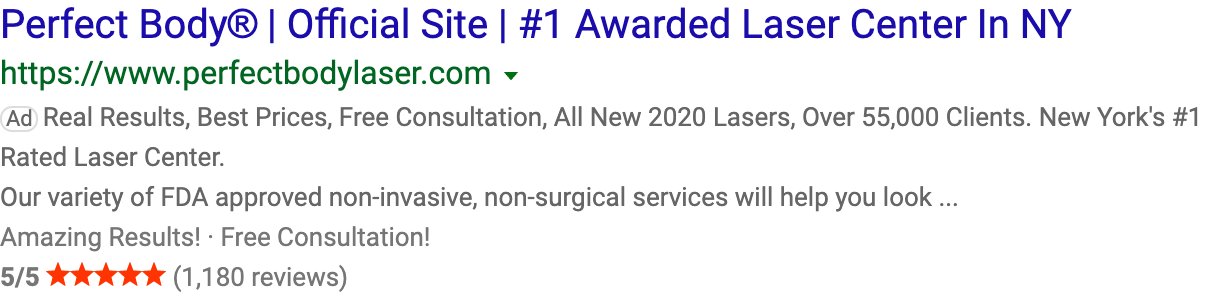 Perfect Body® | Official Site | #1 Awarded Laser Center In NY
https://www.perfectbodylaser.com
Ad Real Results, Best Prices, Free Consultation, All New 2020 Lasers, Over 55,000 Clients. New York's #1
Rated Laser Center.
Our variety of FDA approved non-invasive, non-surgical services will help you look ...
Amazing Results! · Free Consultation!
5/5 ★★★★★ (1,180 reviews)